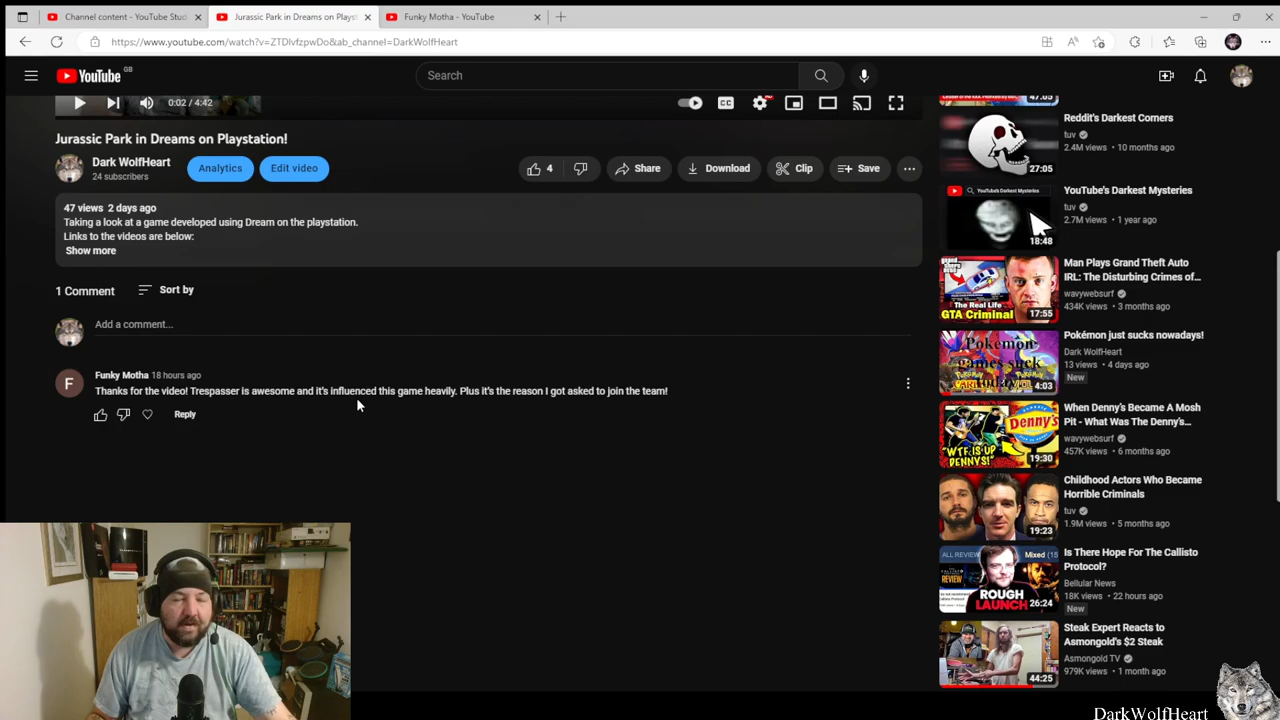 Channel content - YouTube Stud
Jurassic Park in Dreams on Playst
Funky Motha - YouTube
https://www.youtube.com/watch?v=ZTDlvfzpwDo&ab_channel=DarkWolfHeart
YouTube GB
Search
0:02 / 4:42
CC
Jurassic Park in Dreams on Playstation!
Dark WolfHeart
24 subscribers
Analytics
Edit video
4
Share
Download
Clip
Save
47 views 2 days ago
Taking a look at a game developed using Dream on the playstation.
Links to the videos are below:
Show more
1 Comment
Sort by
Add a comment...
F
Funky Motha 18 hours ago
Thanks for the video! Trespasser is awesome and it's influenced this game heavily. Plus it's the reason I got asked to join the team!
Reply
47:05
Reddit's Darkest Corners
tuv
2.4M views • 10 months ago
27:05
YouTube's Darkest Mysteries
tuv
2.7M views • 1 year ago
18:48
Man Plays Grand Theft Auto
IRL: The Disturbing Crimes of...
wavywebsurf
434K views • 3 months ago
The Real Life
GTA Criminal
17:55
Pokémon just sucks nowadays!
Dark WolfHeart
13 views • 4 days ago
New
Pokemon
games suck
today
4:03
When Denny's Became A Mosh
Pit - What Was The Denny's...
wavywebsurf
457K views • 6 months ago
Denny's
"WTF IS UP
DENNYS!"
19:30
Childhood Actors Who Became
Horrible Criminals
tuv
1.9M views • 5 months ago
19:23
Is There Hope For The Callisto
Protocol?
Bellular News
18K views • 22 hours ago
New
ALL REVIEW
Mixed
REVIEW
ROUGH
LAUNCH
26:24
Steak Expert Reacts to
Asmongold's $2 Steak
Asmongold TV
979K views • 1 month ago
44:25
DarkWolfHeart